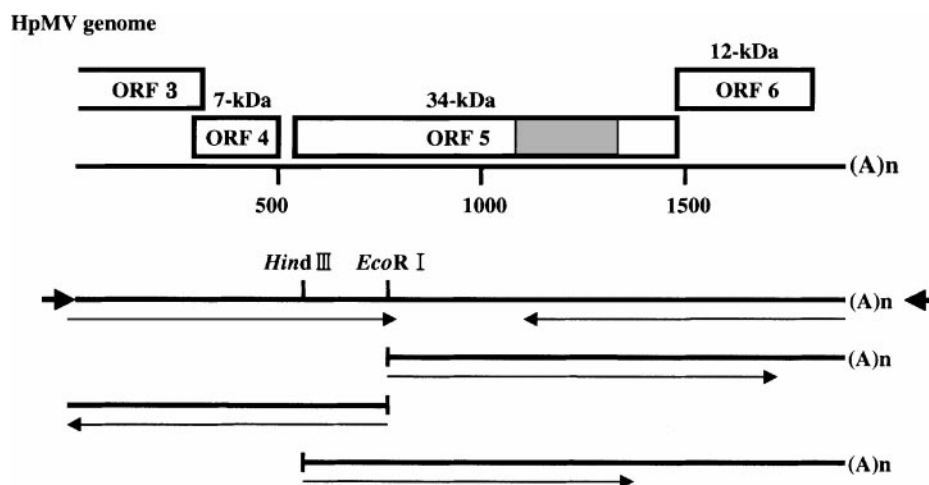 HpMV genome
12-kDa
ORF 3
7-kDa
34-kDa
ORF 6
ORF 4
ORF 5
(A)n
500
1000
1500
HindⅢ
EcoRⅠ
(A)n
(A)n
(A)n